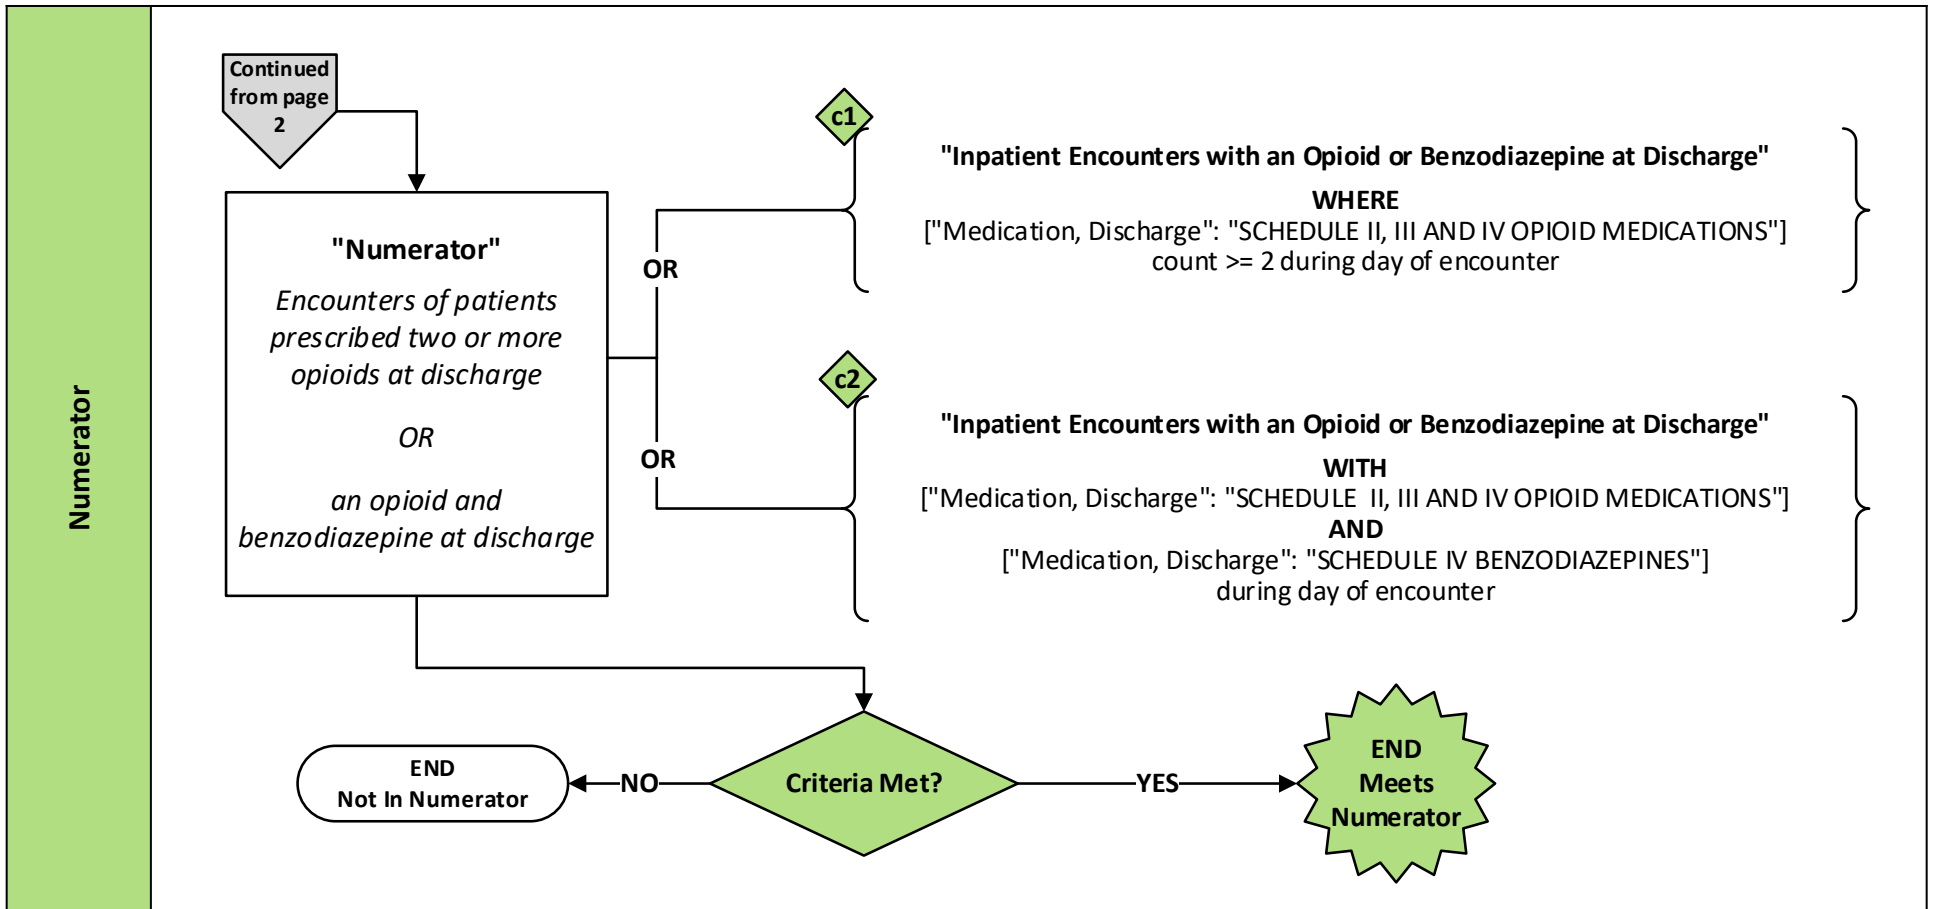 Numerator
Continued
from page
2
"Numerator"
Encounters of patients
prescribed two or more
opioids at discharge
OR
an opioid and
benzodiazepine at discharge
OR
OR
c1
"Inpatient Encounters with an Opioid or Benzodiazepine at Discharge"
WHERE
["Medication, Discharge": "SCHEDULE II, III AND IV OPIOID MEDICATIONS"]
count >= 2 during day of encounter
c2
"Inpatient Encounters with an Opioid or Benzodiazepine at Discharge"
WITH
["Medication, Discharge": "SCHEDULE  II, III AND IV OPIOID MEDICATIONS"]
AND
["Medication, Discharge": "SCHEDULE IV BENZODIAZEPINES"]
during day of encounter
Criteria Met?
NO
END
Not In Numerator
YES
END
Meets
Numerator